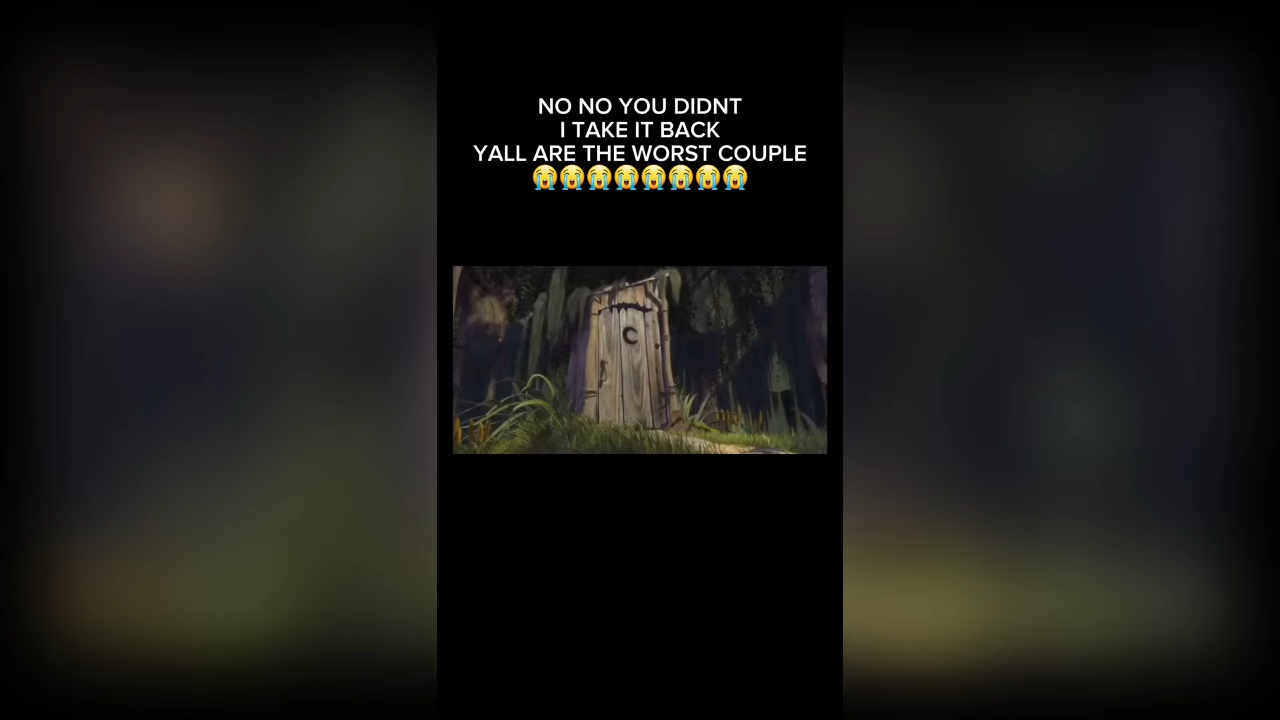 NO NO YOU DIDNT
I TAKE IT BACK
YALL ARE THE WORST COUPLE
😭😭😭😭😭😭😭😭